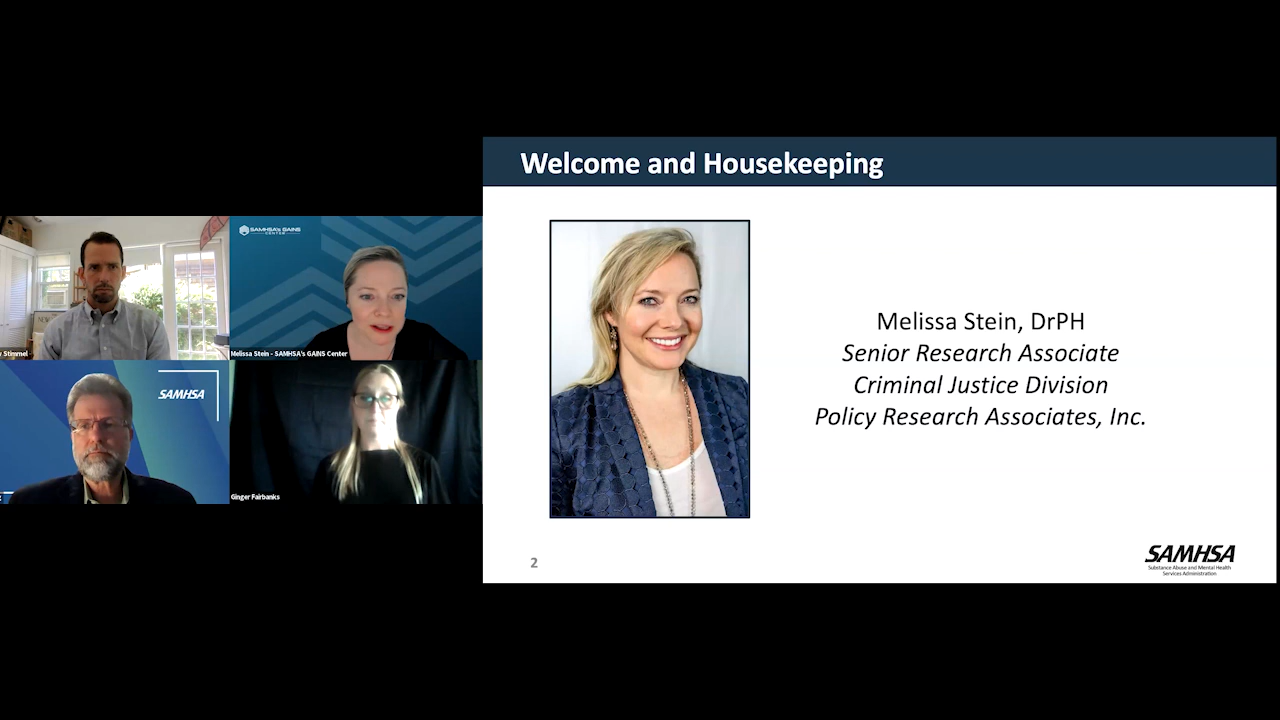 Welcome and Housekeeping
SAMHSA's GAINS
CENTER
Stimmel
Melissa Stein - SAMHSA's GAINS Center
SAMHSA
Ginger Fairbanks
Melissa Stein, DrPH
Senior Research Associate
Criminal Justice Division
Policy Research Associates, Inc.
2
SAMHSA
Substance Abuse and Mental Health
Services Administration